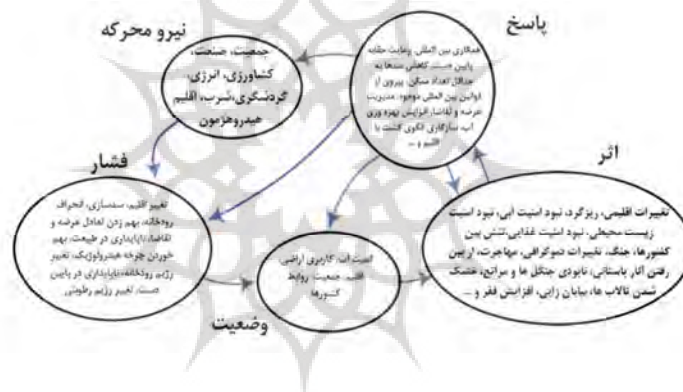 پاسخ
همکاری بین المللی، رعایت حقابه
پایین دست، کاهش سدها به
حداقل تعداد ممکن، پیروی از
قوانین بین المللی موجود، مدیریت
عرضه و تقاضا، افزایش بهره وری
آب، سازگاری الگوی کشت با
اقلیم و ...
نیرو محرکه
جمعیت، صنعت،
کشاورزی، انرژی،
گردشگری، شرب، اقلیم
هیدروهژمون
فشار
تغییر اقلیم، سدسازی، انحراف
رودخانه، بهم زدن تعادل عرضه و
تقاضا، ناپایداری در طبیعت، بهم
خوردن چرخه هیدرولوژیک، تغییر
رژیم رودخانه، ناپایداری در پایین
دست، تغییر رژیم رطوبتی
وضعیت
کمیت آب، کاربری اراضی،
اقلیم، جمعیت، روابط
کشورها
اثر
تغییرات اقلیمی، ریزگرد، نبود امنیت آبی، نبود امنیت
زیست محیطی، نبود امنیت غذایی، تنش بین
کشورها، جنگ، تغییرات دموگرافی، مهاجرت، از بین
رفتن آثار باستانی، نابودی جنگل ها و مراتع، خشک
شدن تالاب ها، بیابان زایی، افزایش فقر و ...